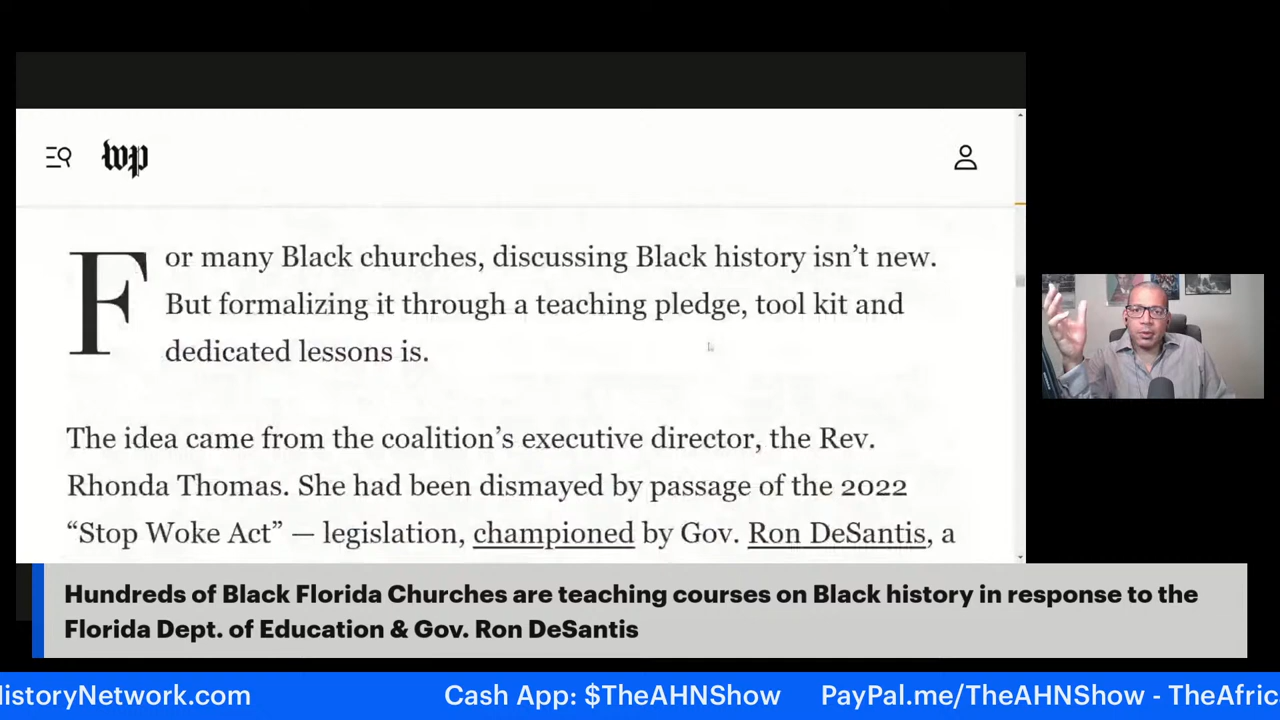 wp
For many Black churches, discussing Black history isn’t new.
But formalizing it through a teaching pledge, tool kit and
dedicated lessons is.
The idea came from the coalition’s executive director, the Rev.
Rhonda Thomas. She had been dismayed by passage of the 2022
“Stop Woke Act” — legislation, championed by Gov. Ron DeSantis, a
Hundreds of Black Florida Churches are teaching courses on Black history in response to the
Florida Dept. of Education & Gov. Ron DeSantis
HistoryNetwork.com Cash App: $TheAHNShow PayPal.me/TheAHNShow - TheAfric